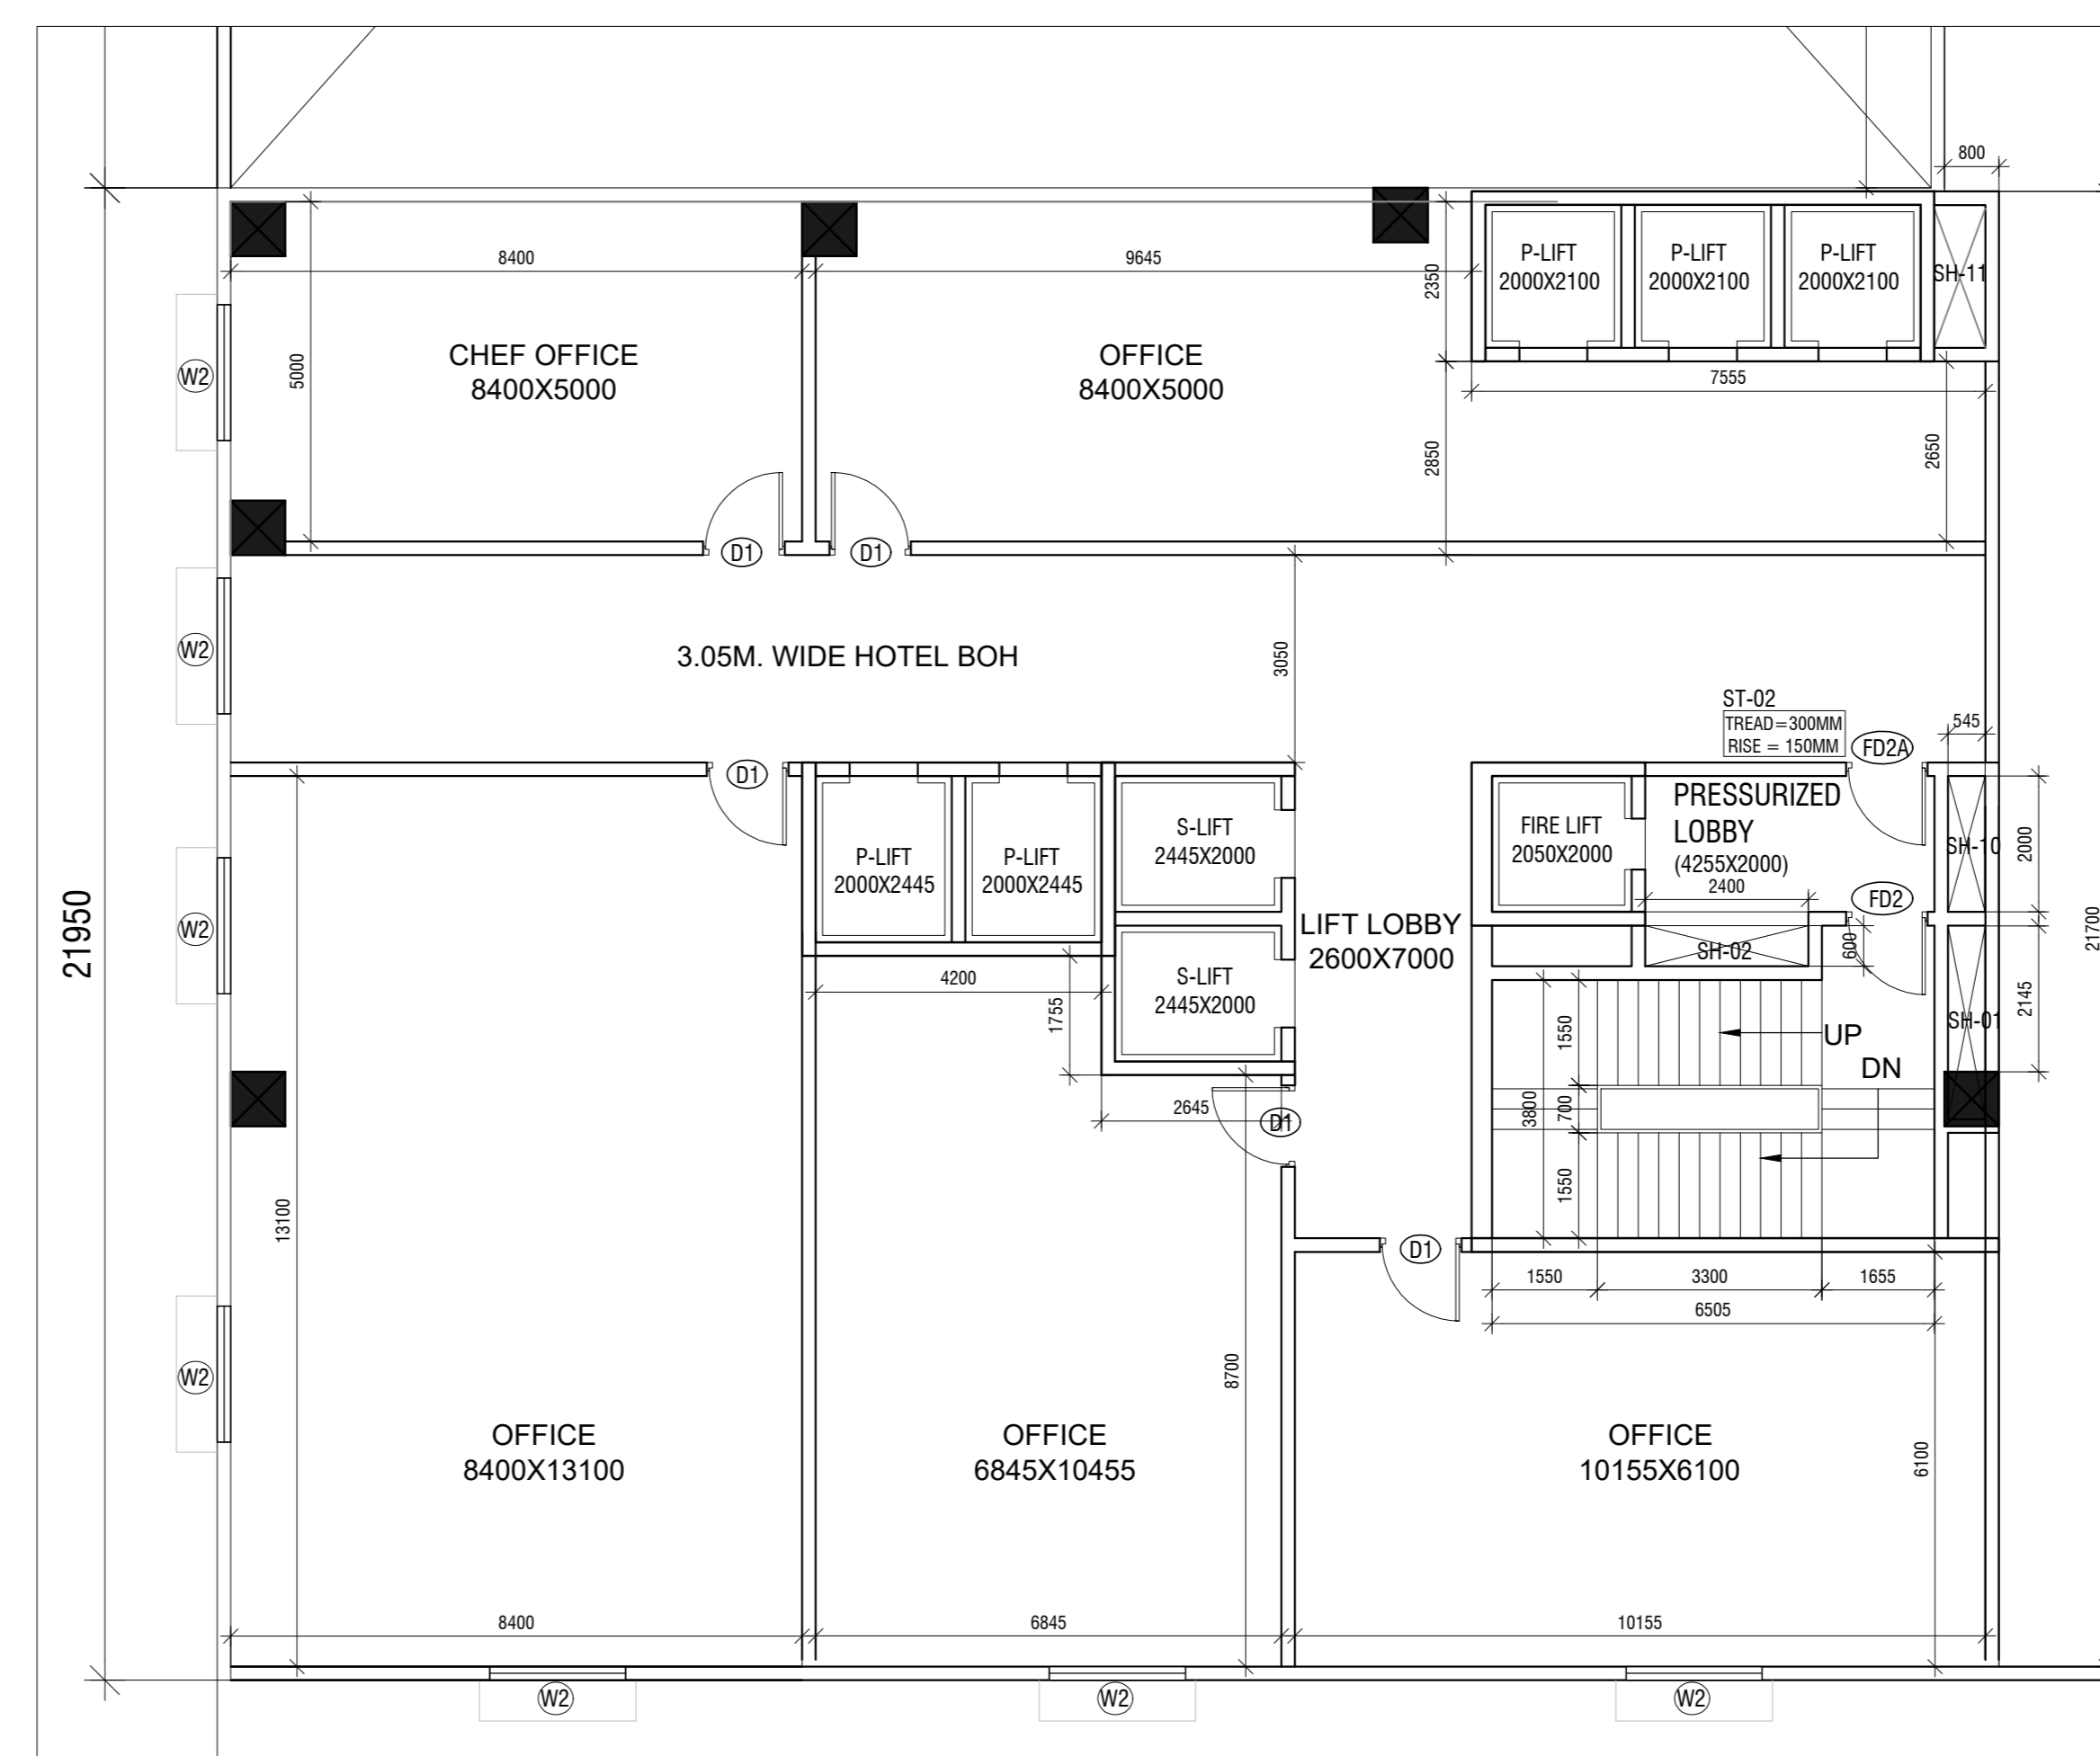 800
8400
9645
2350
P-LIFT
2000X2100
P-LIFT
2000X2100
P-LIFT
2000X2100
SH-11
CHEF OFFICE
8400X5000
5000
OFFICE
8400X5000
7555
2850
2650
W2
D1
D1
3.05M. WIDE HOTEL BOH
3050
W2
ST-02
TREAD=300MM
RISE = 150MM
FD2A
545
D1
PRESSURIZED
LOBBY
(4255X2000)
2400
FIRE LIFT
2050X2000
S-LIFT
2445X2000
P-LIFT
2000X2445
P-LIFT
2000X2445
SH-10
2000
FD2
W2
21950
21700
LIFT LOBBY
2600X7000
SH-02
600
4200
1755
S-LIFT
2445X2000
SH-01
2145
1550
UP
DN
3800
700
2645
D1
1550
13100
D1
1550
3300
1655
6505
W2
8700
6100
OFFICE
8400X13100
OFFICE
6845X10455
OFFICE
10155X6100
8400
6845
10155
W2
W2
W2